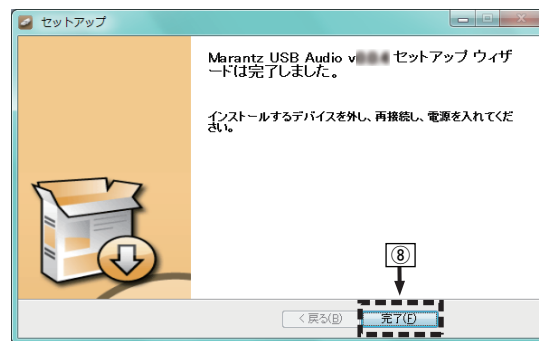 セットアップ
Marantz USB Audio v セットアップ ウィザ
ードは完了しました。
インストールするデバイスを外し、再接続し、電源を入れてくだ
さい。
⑧
< 戻る(B)
完了(F)